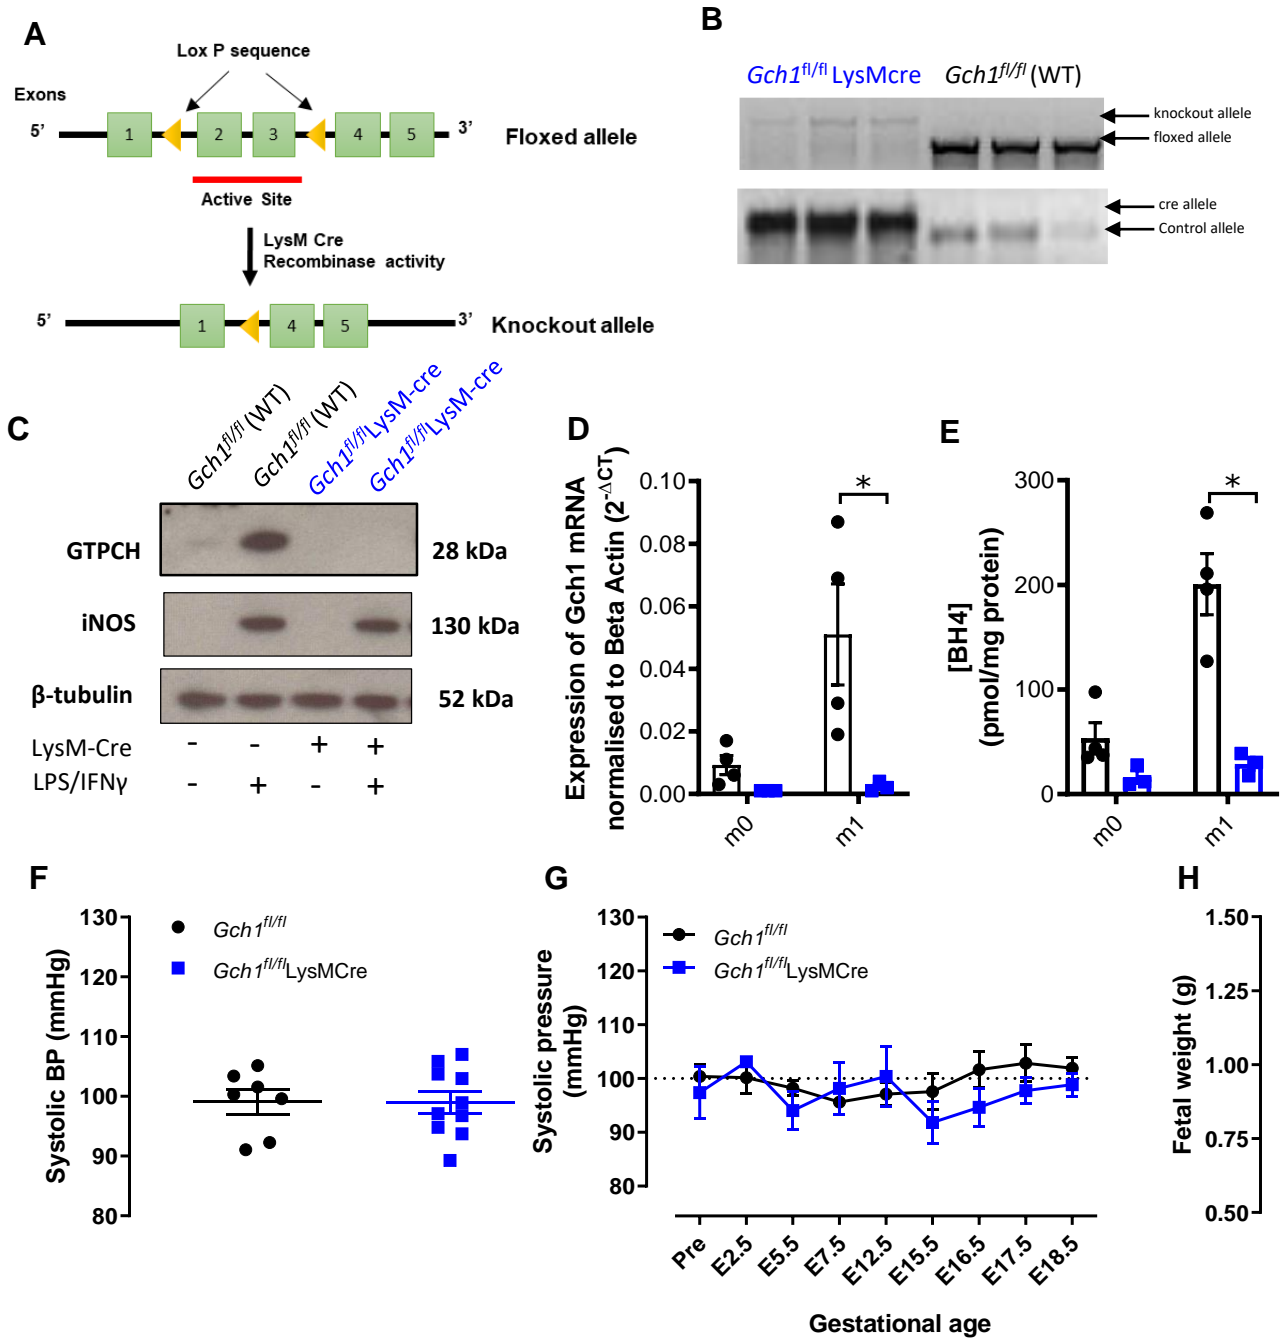 A
Lox P sequence
Exons
5’
1
2
3
4
5
3’
Floxed allele
Active Site
LysM Cre
Recombinase activity
5’
1
4
5
3’
Knockout allele
B
Gch1fl/fl LysMcre
Gch1fl/fl (WT)
knockout allele
floxed allele
cre allele
Control allele
C
Gch1fl/fl (WT)
Gch1fl/fl (WT)
Gch1fl/flLysM-cre
Gch1fl/flLysM-cre
GTPCH
28 kDa
iNOS
130 kDa
β-tubulin
52 kDa
LysM-Cre - - + +
LPS/IFNγ - + - +
D
Expression of Gch1 mRNA
normalised to Beta Actin (2-ΔCT)
0.10
0.08
0.06
0.04
0.02
0.00
*
m0
m1
E
[BH4]
(pmol/mg protein)
300
200
100
0
*
m0
m1
F
Systolic BP (mmHg)
130
120
110
100
90
80
Gch1fl/fl
Gch1fl/flLysMCre
G
Systolic pressure
(mmHg)
130
120
110
100
90
80
Gch1fl/fl
Gch1fl/flLysMCre
Pre
E2.5
E5.5
E7.5
E12.5
E15.5
E16.5
E17.5
E18.5
Gestational age
H
Fetal weight (g)
1.50
1.25
1.00
0.75
0.50